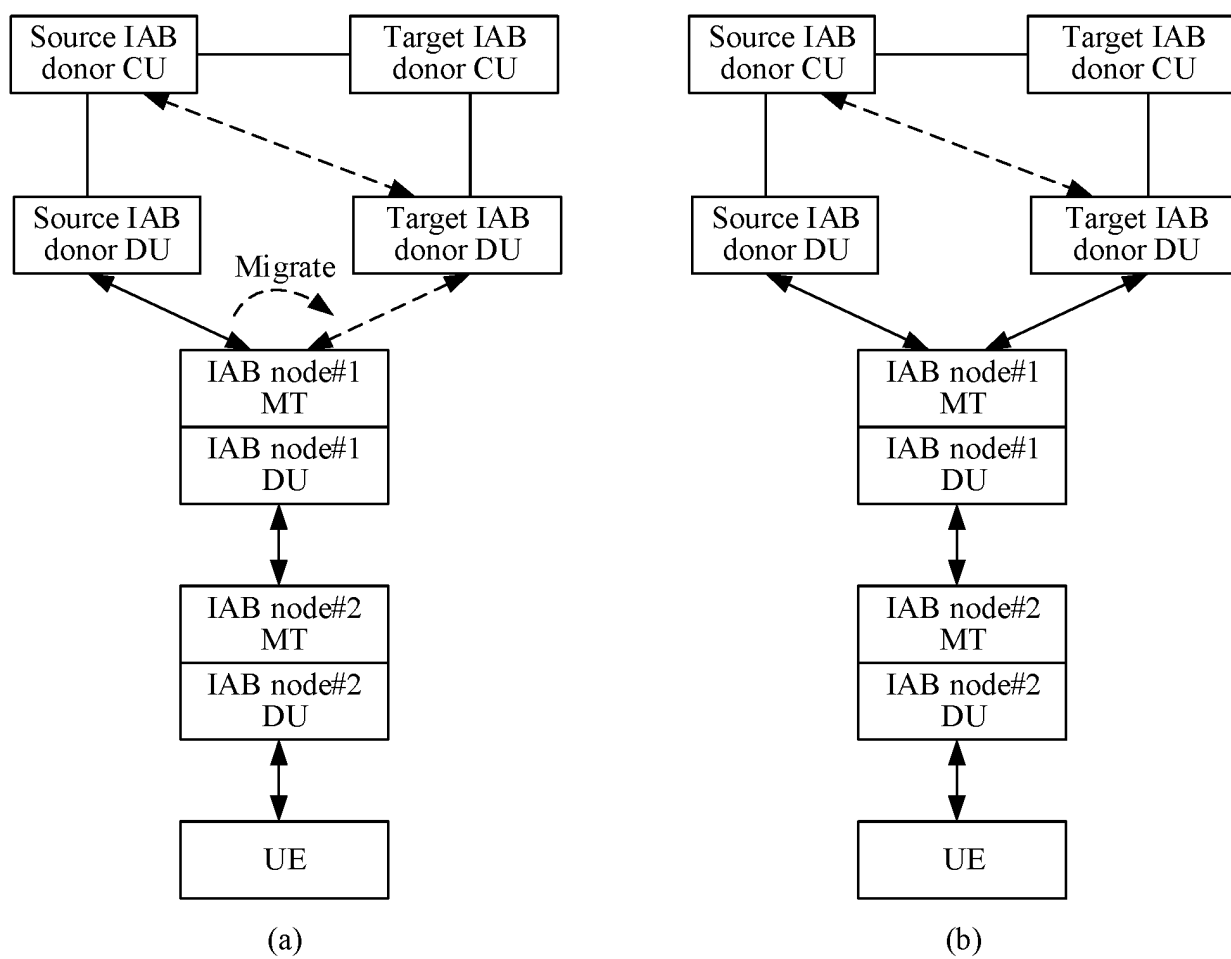 Source IAB
donor CU
Target IAB
donor CU
Source IAB
donor DU
Target IAB
donor DU
Migrate
IAB node#1
MT
IAB node#1
DU
IAB node#2
MT
IAB node#2
DU
UE
(a)
Source IAB
donor CU
Target IAB
donor CU
Source IAB
donor DU
Target IAB
donor DU
IAB node#1
MT
IAB node#1
DU
IAB node#2
MT
IAB node#2
DU
UE
(b)